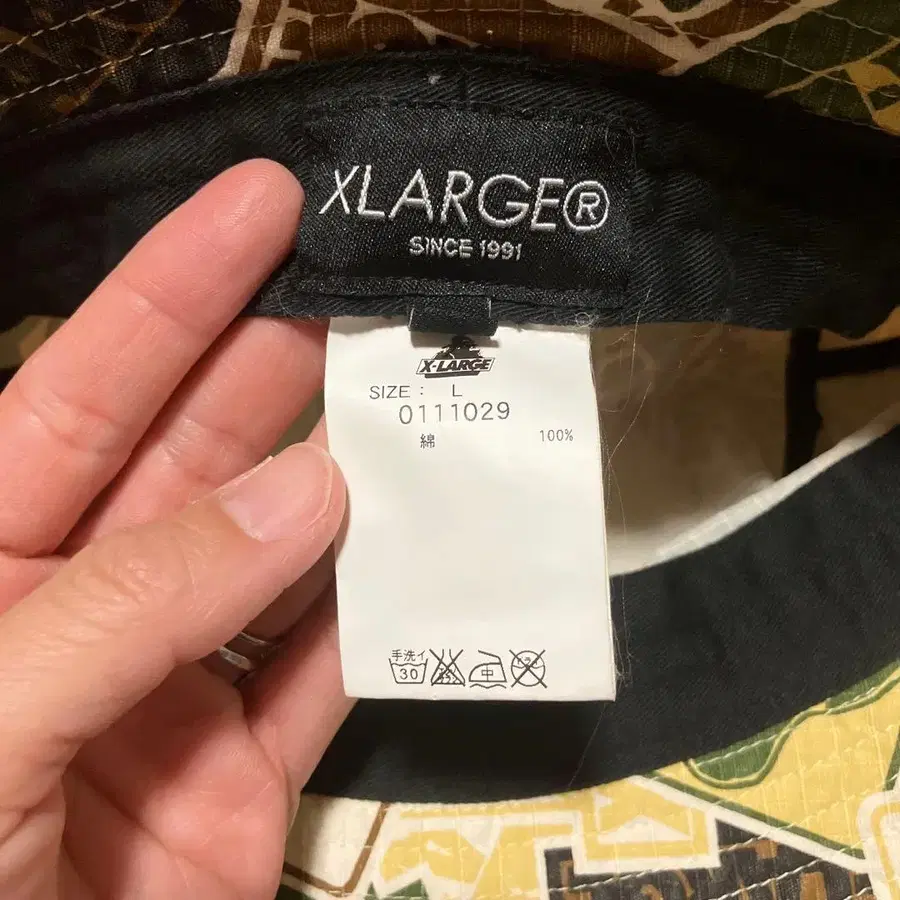 XLARGE®
SINCE 1991
X-LARGE
SIZE : L
0111029
綿 100%
手洗イ
30
中